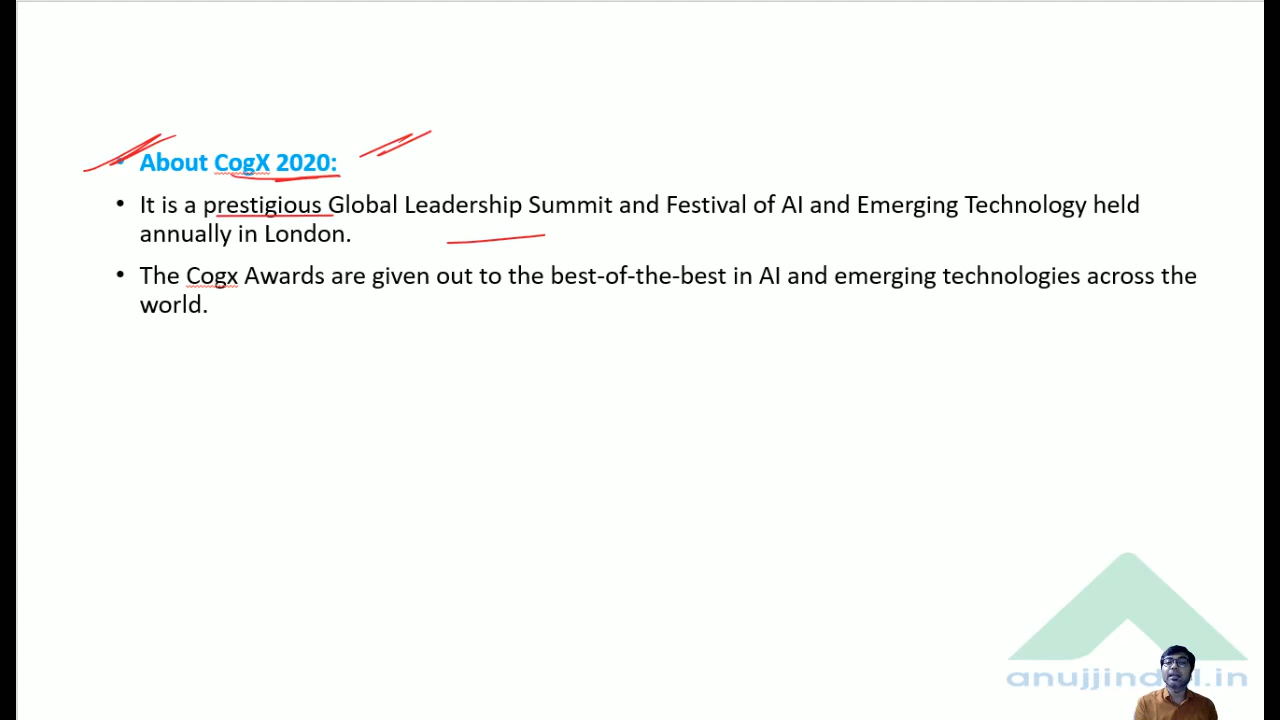 • About CogX 2020:
• It is a prestigious Global Leadership Summit and Festival of AI and Emerging Technology held
annually in London.
• The Cogx Awards are given out to the best-of-the-best in AI and emerging technologies across the
world.
anujjindal.in